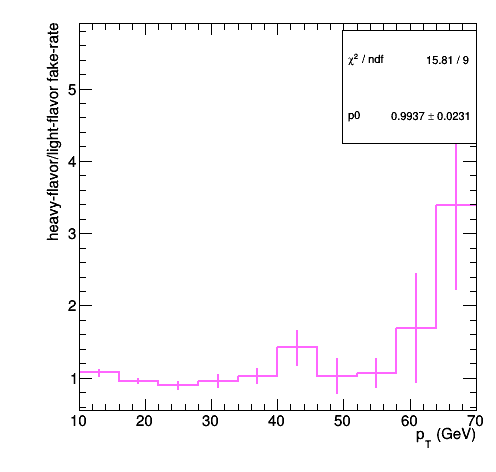 heavy-flavor/light-flavor fake-rate
χ² / ndf 15.81 / 9
p0 0.9937 ± 0.0231
5
4
3
2
1
10 20 30 40 50 60 70
p_T (GeV)